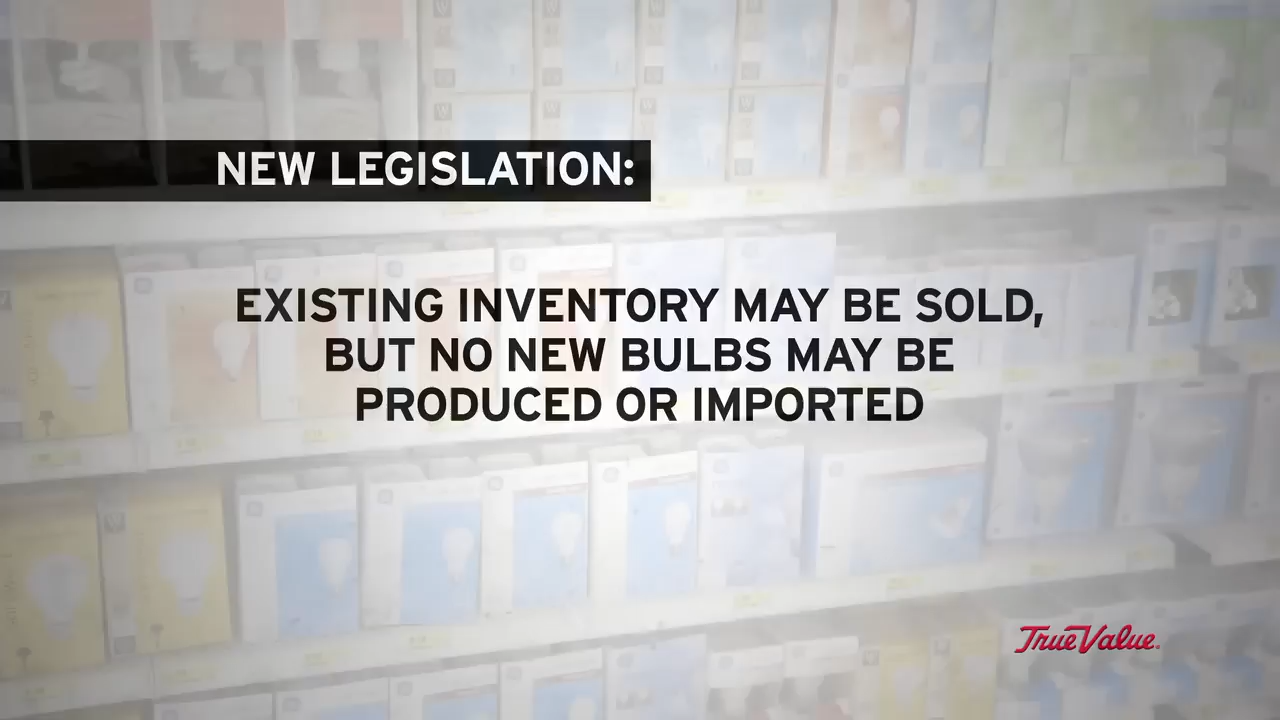 NEW LEGISLATION:
EXISTING INVENTORY MAY BE SOLD,
BUT NO NEW BULBS MAY BE
PRODUCED OR IMPORTED
True Value.